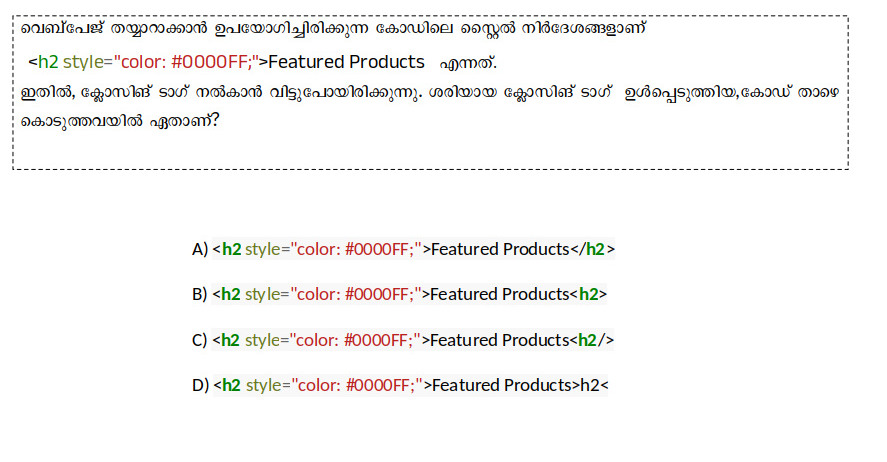 വെബ്പേജ് തയ്യാറാക്കാൻ ഉപയോഗിച്ചിരിക്കുന്ന കോഡിലെ സ്റ്റൈൽ നിർദേശങ്ങളാണ്
<h2 style="color: #0000FF;">Featured Products എന്നത്.
ഇതിൽ, ക്ലോസിങ് ടാഗ് നൽകാൻ വിട്ടുപോയിരിക്കുന്നു. ശരിയായ ക്ലോസിങ് ടാഗ് ഉൾപ്പെടുത്തിയ,കോഡ് താഴെ
കൊടുത്തവയിൽ ഏതാണ്?
A) <h2 style="color: #0000FF;">Featured Products</h2>
B) <h2 style="color: #0000FF;">Featured Products<h2>
C) <h2 style="color: #0000FF;">Featured Products<h2/>
D) <h2 style="color: #0000FF;">Featured Products>h2<